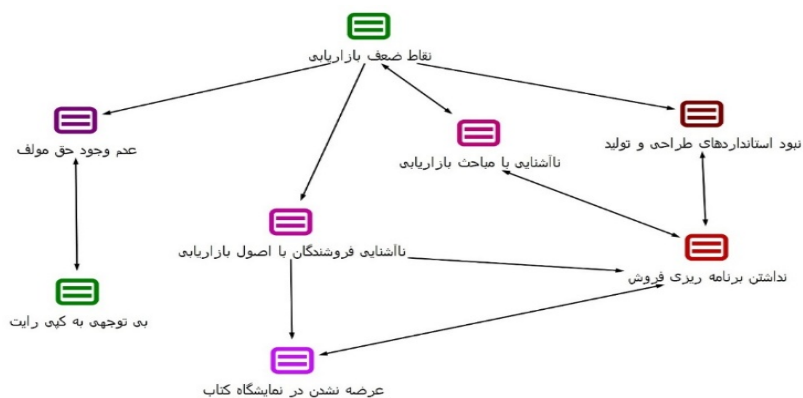 نقاط ضعف بازاریابی
عدم وجود حق مولف
نبود استانداردهای طراحی و تولید
ناآشنایی با مباحث بازاریابی
ناآشنایی فروشندگان با اصول بازاریابی
نداشتن برنامه ریزی فروش
بی توجهی به کپی رایت
عرضه نشدن در نمایشگاه کتاب